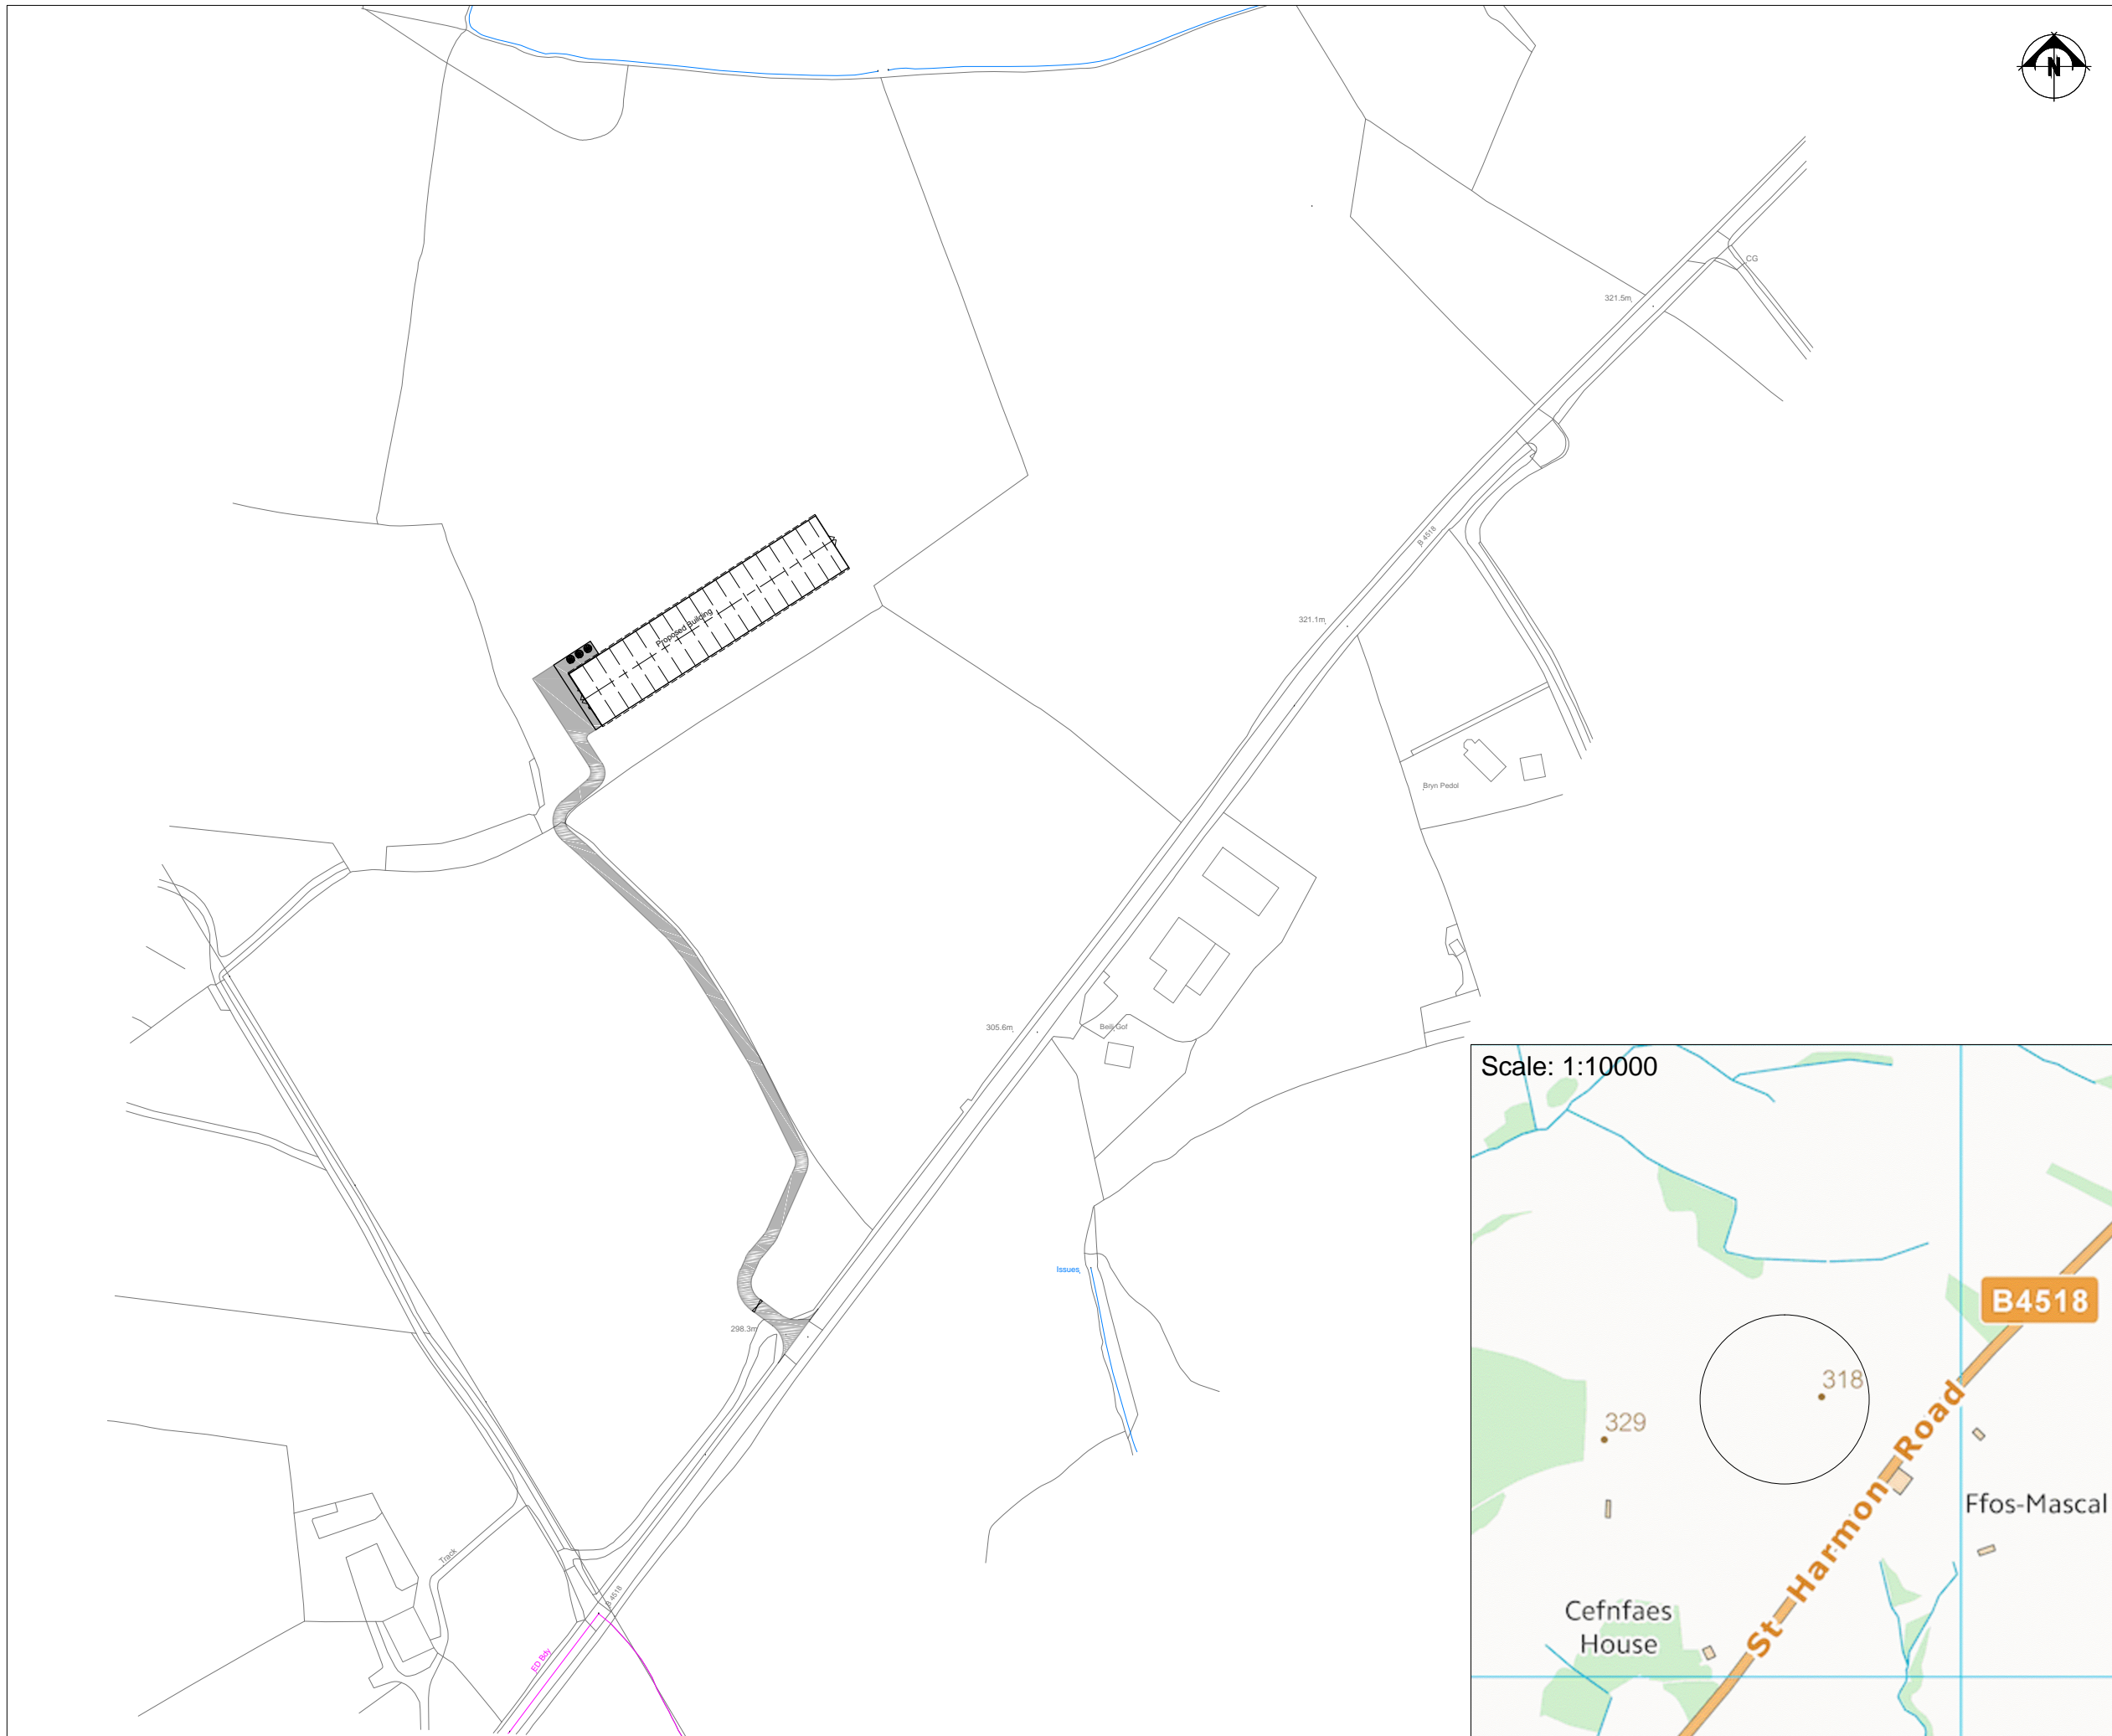 N
CG
321.5m
B 4518
321.1m
Proposed Building
Bryn Pedol
305.6m
Beili Gof
Issues
298.3m
Track
B 4518
ED Bdy
Scale: 1:10000
B4518
318
329
St Harmon Road
Ffos-Mascal
Cefnfaes
House